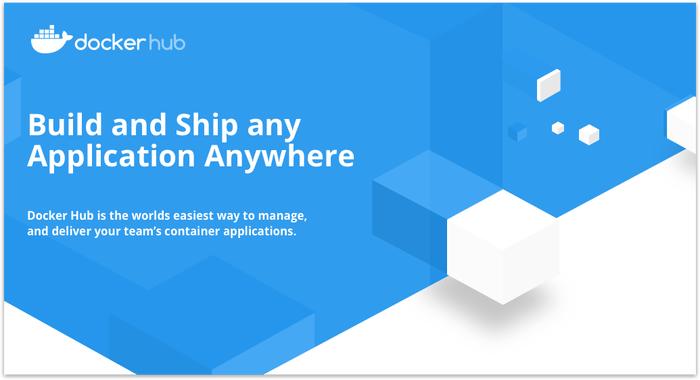 docker hub
Build and Ship any
Application Anywhere
Docker Hub is the worlds easiest way to manage,
and deliver your team’s container applications.